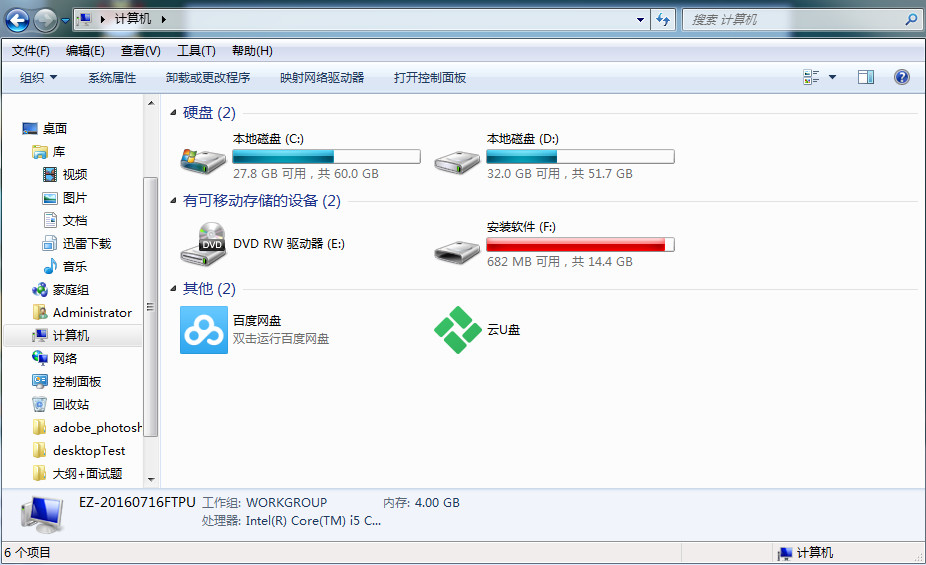 计算机
搜索 计算机
文件(F) 编辑(E) 查看(V) 工具(T) 帮助(H)
组织 系统属性 卸载或更改程序 映射网络驱动器 打开控制面板
桌面
库
视频
图片
文档
迅雷下载
音乐
家庭组
Administrator
计算机
网络
控制面板
回收站
adobe_photosh
desktopTest
大纲+面试题
硬盘 (2)
本地磁盘 (C:)
27.8 GB 可用，共 60.0 GB
本地磁盘 (D:)
32.0 GB 可用，共 51.7 GB
有可移动存储的设备 (2)
DVD
DVD RW 驱动器 (E:)
安装软件 (F:)
682 MB 可用，共 14.4 GB
其他 (2)
百度网盘
双击运行百度网盘
云U盘
EZ-20160716FTPU 工作组: WORKGROUP 内存: 4.00 GB
处理器: Intel(R) Core(TM) i5 C...
6 个项目
计算机